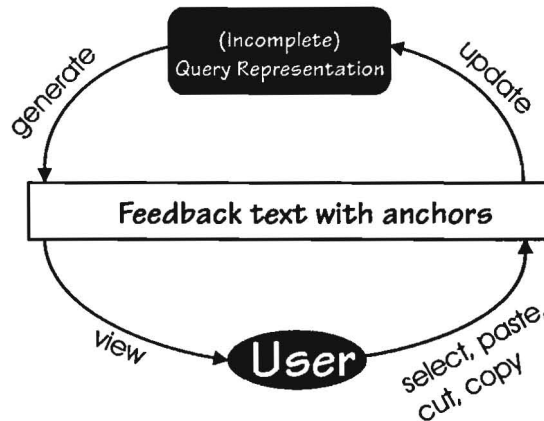 (Incomplete)
Query Representation
generate
update
Feedback text with anchors
view
User
select, paste,
cut, copy